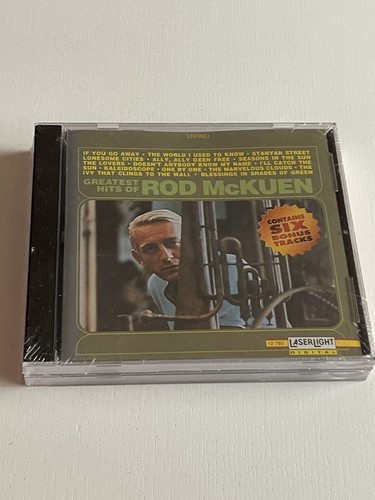 STEREO
IF YOU GO AWAY • THE WORLD I USED TO KNOW • STANYAN STREET
LONESOME CITIES • ALLY, ALLY OXEN FREE • SEASONS IN THE SUN
THE LOVERS • DOESN'T ANYBODY KNOW MY NAME • I'LL CATCH THE
SUN • KALEIDOSCOPE • ONE BY ONE • THE MARVELOUS CLOUDS • THE
IVY THAT CLINGS TO THE WALL • BLESSINGS IN SHADES OF GREEN
GREATEST
HITS OF ROD McKUEN
CONTAINS
SIX
BONUS
TRACKS
12 793 LASERLIGHT
DIGITAL